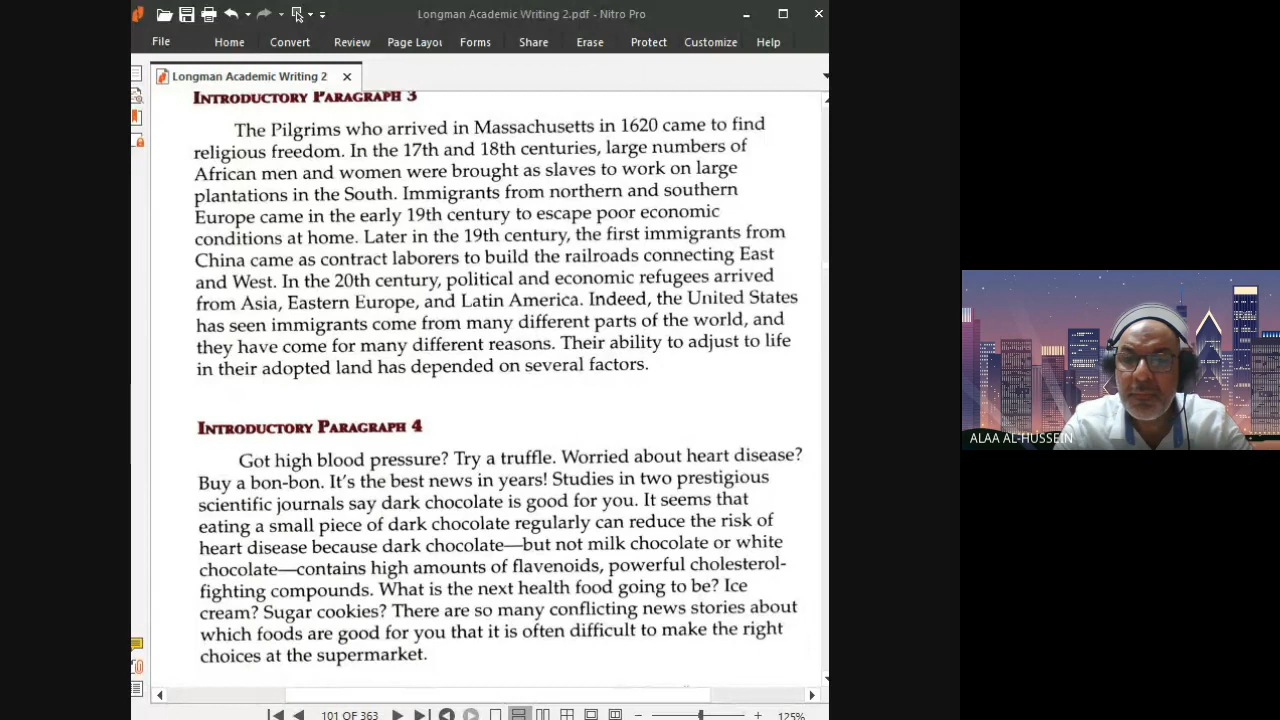 Longman Academic Writing 2.pdf - Nitro Pro
File Home Convert Review Page Layou Forms Share Erase Protect Customize Help
Longman Academic Writing 2
INTRODUCTORY PARAGRAPH 3
The Pilgrims who arrived in Massachusetts in 1620 came to find
religious freedom. In the 17th and 18th centuries, large numbers of
African men and women were brought as slaves to work on large
plantations in the South. Immigrants from northern and southern
Europe came in the early 19th century to escape poor economic
conditions at home. Later in the 19th century, the first immigrants from
China came as contract laborers to build the railroads connecting East
and West. In the 20th century, political and economic refugees arrived
from Asia, Eastern Europe, and Latin America. Indeed, the United States
has seen immigrants come from many different parts of the world, and
they have come for many different reasons. Their ability to adjust to life
in their adopted land has depended on several factors.
INTRODUCTORY PARAGRAPH 4
Got high blood pressure? Try a truffle. Worried about heart disease?
Buy a bon-bon. It's the best news in years! Studies in two prestigious
scientific journals say dark chocolate is good for you. It seems that
eating a small piece of dark chocolate regularly can reduce the risk of
heart disease because dark chocolate—but not milk chocolate or white
chocolate—contains high amounts of flavenoids, powerful cholesterol-
fighting compounds. What is the next health food going to be? Ice
cream? Sugar cookies? There are so many conflicting news stories about
which foods are good for you that it is often difficult to make the right
choices at the supermarket.
101 OF 363
125%
ALAA AL-HUSSEIN